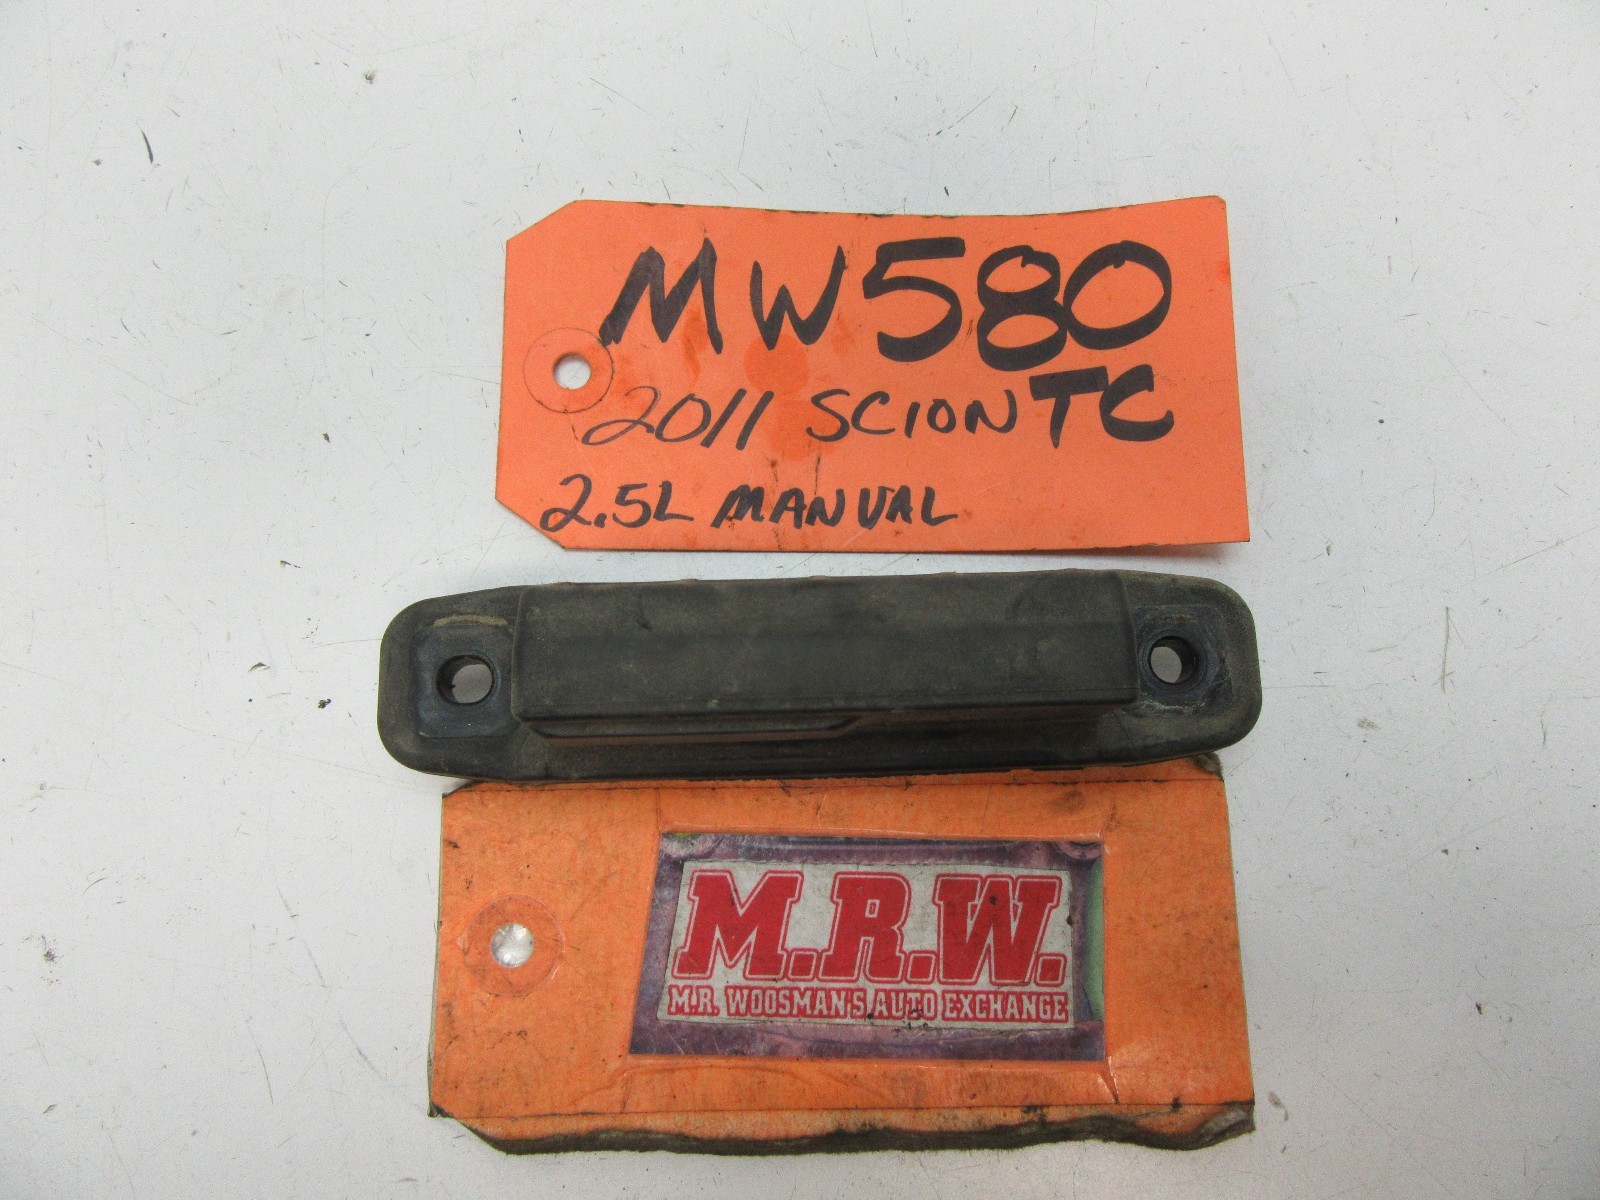 MW580
2011 SCION TC
2.5L MANUAL
M.R.W.
M.R. WOOSMAN'S AUTO EXCHANGE